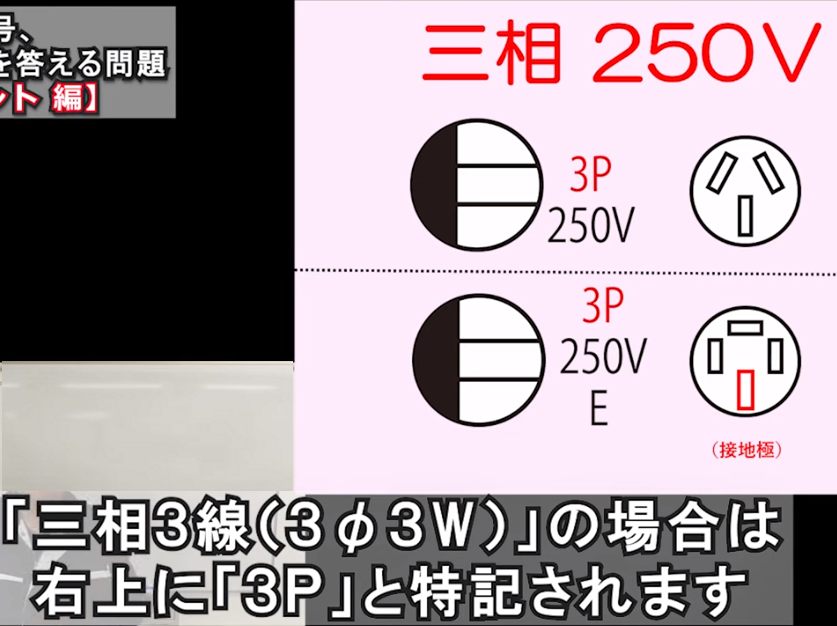 号、
を答える問題
ント 編】
三相 250V
3P
250V
3P
250V
E
（接地極）
「三相3線（3φ3W）」の場合は
右上に「3P」と特記されます